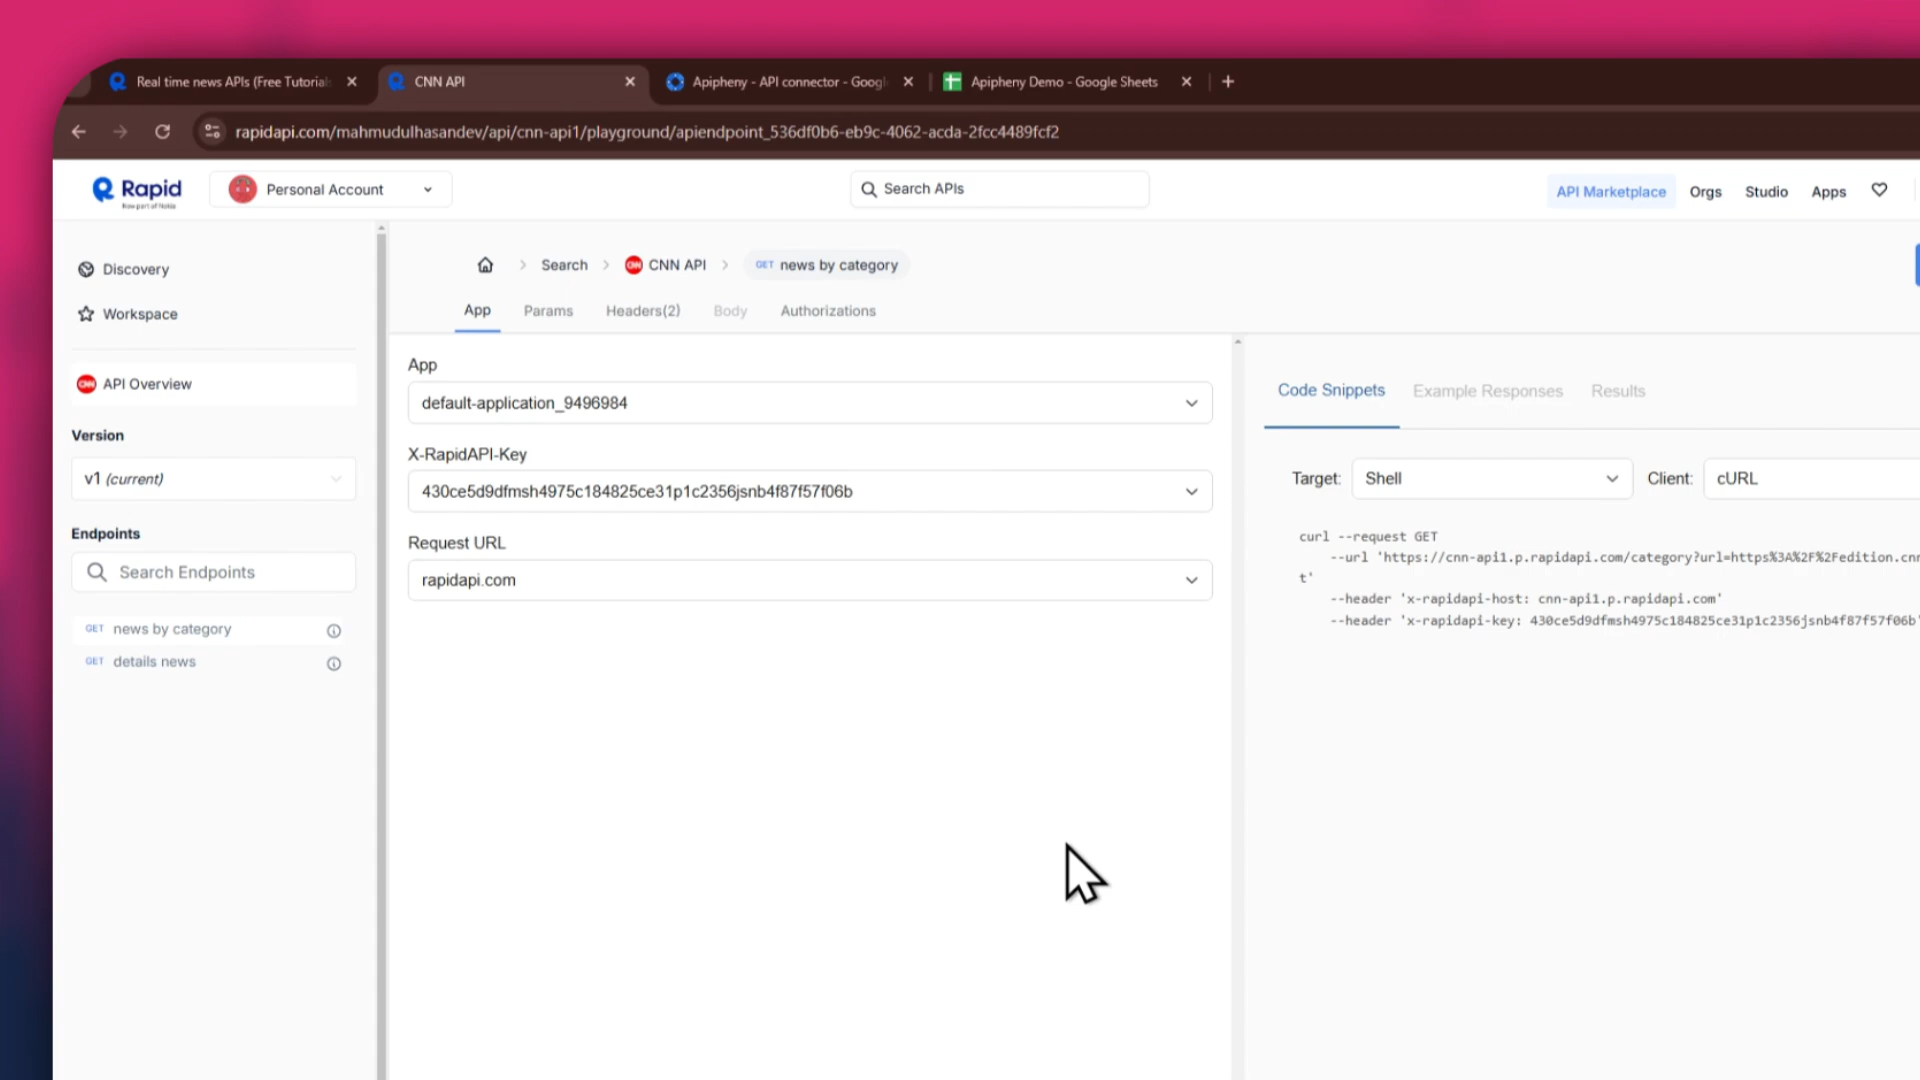 Real time news APIs (Free Tutorial
CNN API
Apipheny - API connector - Googl
Apipheny Demo - Google Sheets
rapidapi.com/mahmudulhasandev/api/cnn-api1/playground/apiendpoint_536df0b6-eb9c-4062-acda-2fcc4489fcf2
Rapid
Now part of Nokia
Personal Account
Search APIs
API Marketplace
Orgs
Studio
Apps
Discovery
Workspace
API Overview
Version
v1 (current)
Endpoints
Search Endpoints
GET news by category
GET details news
Search
CNN API
GET news by category
App
Params
Headers(2)
Body
Authorizations
App
default-application_9496984
X-RapidAPI-Key
430ce5d9dfmsh4975c184825ce31p1c2356jsnb4f87f57f06b
Request URL
rapidapi.com
Code Snippets
Example Responses
Results
Target: Shell
Client: cURL
curl --request GET
--url 'https://cnn-api1.p.rapidapi.com/category?url=https%3A%2F%2Fedition.cnn
t'
--header 'x-rapidapi-host: cnn-api1.p.rapidapi.com'
--header 'x-rapidapi-key: 430ce5d9dfmsh4975c184825ce31p1c2356jsnb4f87f57f06b'